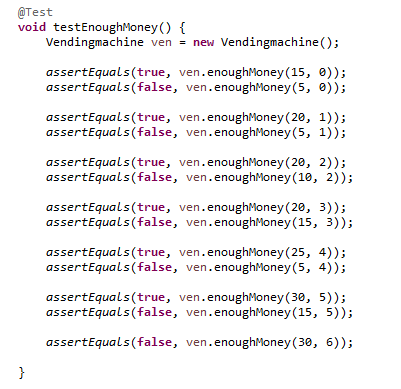 @Test
void testEnoughMoney() {
Vendingmachine ven = new Vendingmachine();
assertEquals(true, ven.enoughMoney(15, 0));
assertEquals(false, ven.enoughMoney(5, 0));
assertEquals(true, ven.enoughMoney(20, 1));
assertEquals(false, ven.enoughMoney(5, 1));
assertEquals(true, ven.enoughMoney(20, 2));
assertEquals(false, ven.enoughMoney(10, 2));
assertEquals(true, ven.enoughMoney(20, 3));
assertEquals(false, ven.enoughMoney(15, 3));
assertEquals(true, ven.enoughMoney(25, 4));
assertEquals(false, ven.enoughMoney(5, 4));
assertEquals(true, ven.enoughMoney(30, 5));
assertEquals(false, ven.enoughMoney(15, 5));
assertEquals(false, ven.enoughMoney(30, 6));
}